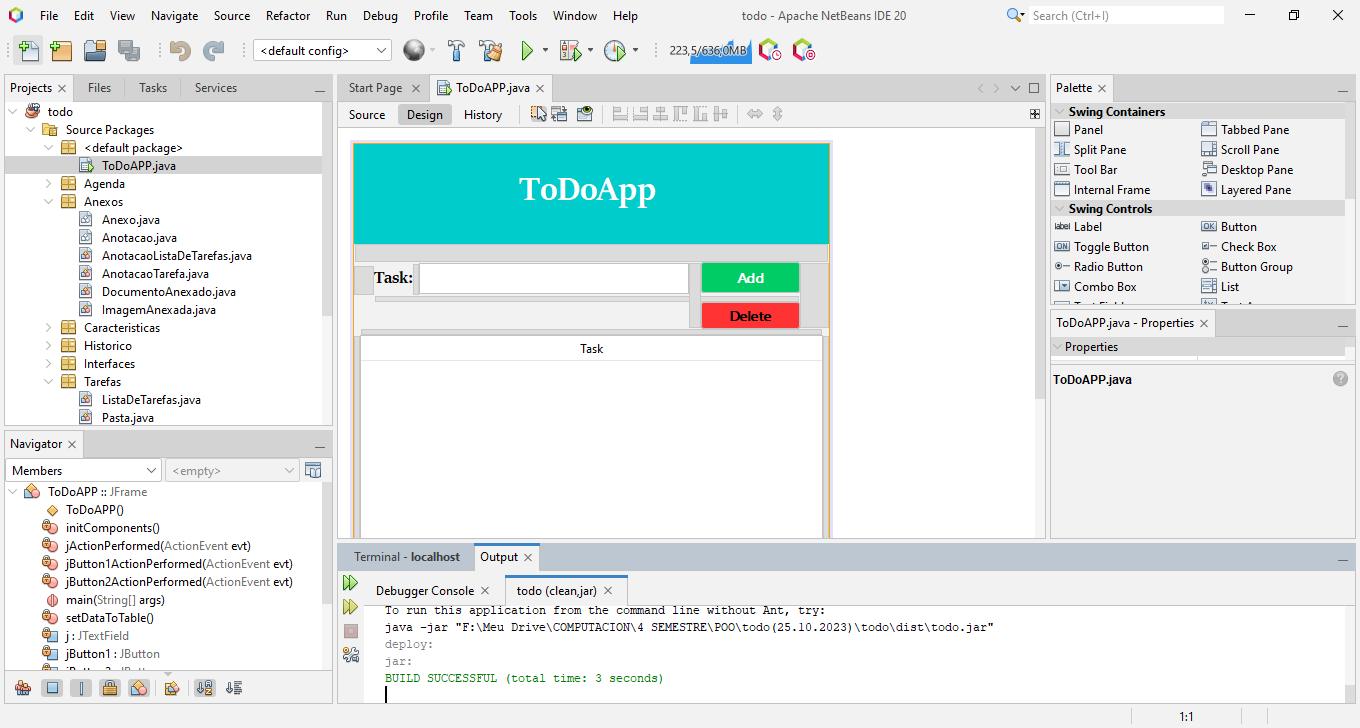 File Edit View Navigate Source Refactor Run Debug Profile Team Tools Window Help
todo - Apache NetBeans IDE 20
Search (Ctrl+I)
<default config>
223,5/636,0MB
Projects Files Tasks Services
todo
Source Packages
<default package>
ToDoAPP.java
Agenda
Anexos
Anexo.java
Anotacao.java
AnotacaoListaDeTarefas.java
AnotacaoTarefa.java
DocumentoAnexado.java
ImagemAnexada.java
Caracteristicas
Historico
Interfaces
Tarefas
ListaDeTarefas.java
Pasta.java
Navigator
Members
<empty>
ToDoAPP :: JFrame
ToDoAPP()
initComponents()
jActionPerformed(ActionEvent evt)
jButton1ActionPerformed(ActionEvent evt)
jButton2ActionPerformed(ActionEvent evt)
main(String[] args)
setDataToTable()
j : JTextField
jButton1 : JButton
Start Page ToDoAPP.java
Source Design History
ToDoApp
Task:
Add
Delete
Task
Terminal - localhost Output
Debugger Console todo (clean,jar)
To run this application from the command line without Ant, try:
java -jar "F:\Meu Drive\COMPUTACION\4 SEMESTRE\POO\todo(25.10.2023)\todo\dist\todo.jar"
deploy:
jar:
BUILD SUCCESSFUL (total time: 3 seconds)
Palette
Swing Containers
Panel Tabbed Pane
Split Pane Scroll Pane
Tool Bar Desktop Pane
Internal Frame Layered Pane
Swing Controls
label Label OK Button
ON Toggle Button Check Box
Radio Button Button Group
Combo Box List
ToDoAPP.java - Properties
Properties
ToDoAPP.java
1:1